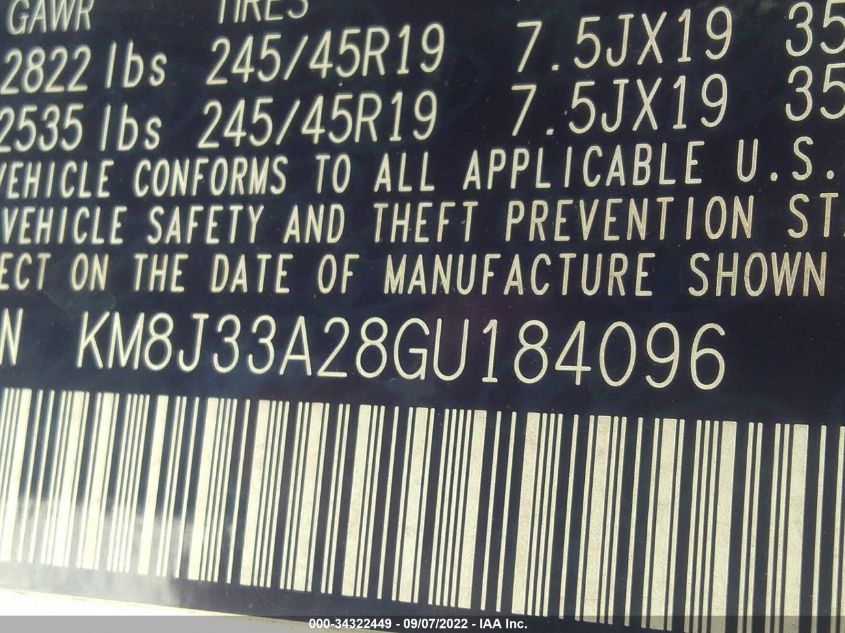 GAWR TIRES
2822 lbs 245/45R19 7.5JX19 35
2535 lbs 245/45R19 7.5JX19 35
VEHICLE CONFORMS TO ALL APPLICABLE U.S.
VEHICLE SAFETY AND THEFT PREVENTION ST
ECT ON THE DATE OF MANUFACTURE SHOWN
N KM8J33A28GU184096
000-34322449 - 09/07/2022 - IAA Inc.